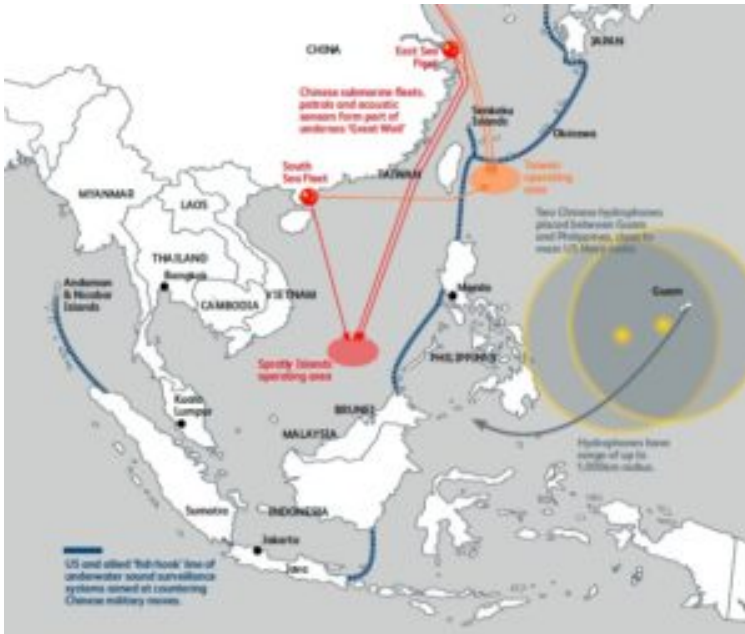 CHINA
East Sea
Fleet
JAPAN
Chinese submarine fleets,
patrols and acoustic
sensors form part of
undersea 'Great Wall'
Senkaku
Islands
Okinawa
South
Sea Fleet
TAIWAN
Taiwan
operating
area
MYANMAR
LAOS
Two Chinese hydrophones
placed between Guam
and Philippines, close to
THAILAND
Bangkok
Andaman
& Nicobar
Islands
VIETNAM
CAMBODIA
Manila
Guam
PHILIPPINES
Spratly Islands
operating area
BRUNEI
Kuala
Lumpur
MALAYSIA
Hydrophones have
range of up to
1,000km radius.
Sumatra
INDONESIA
Jakarta
Java
US and allied 'fish hook' line of
underwater sound surveillance
systems aimed at countering
Chinese military moves.